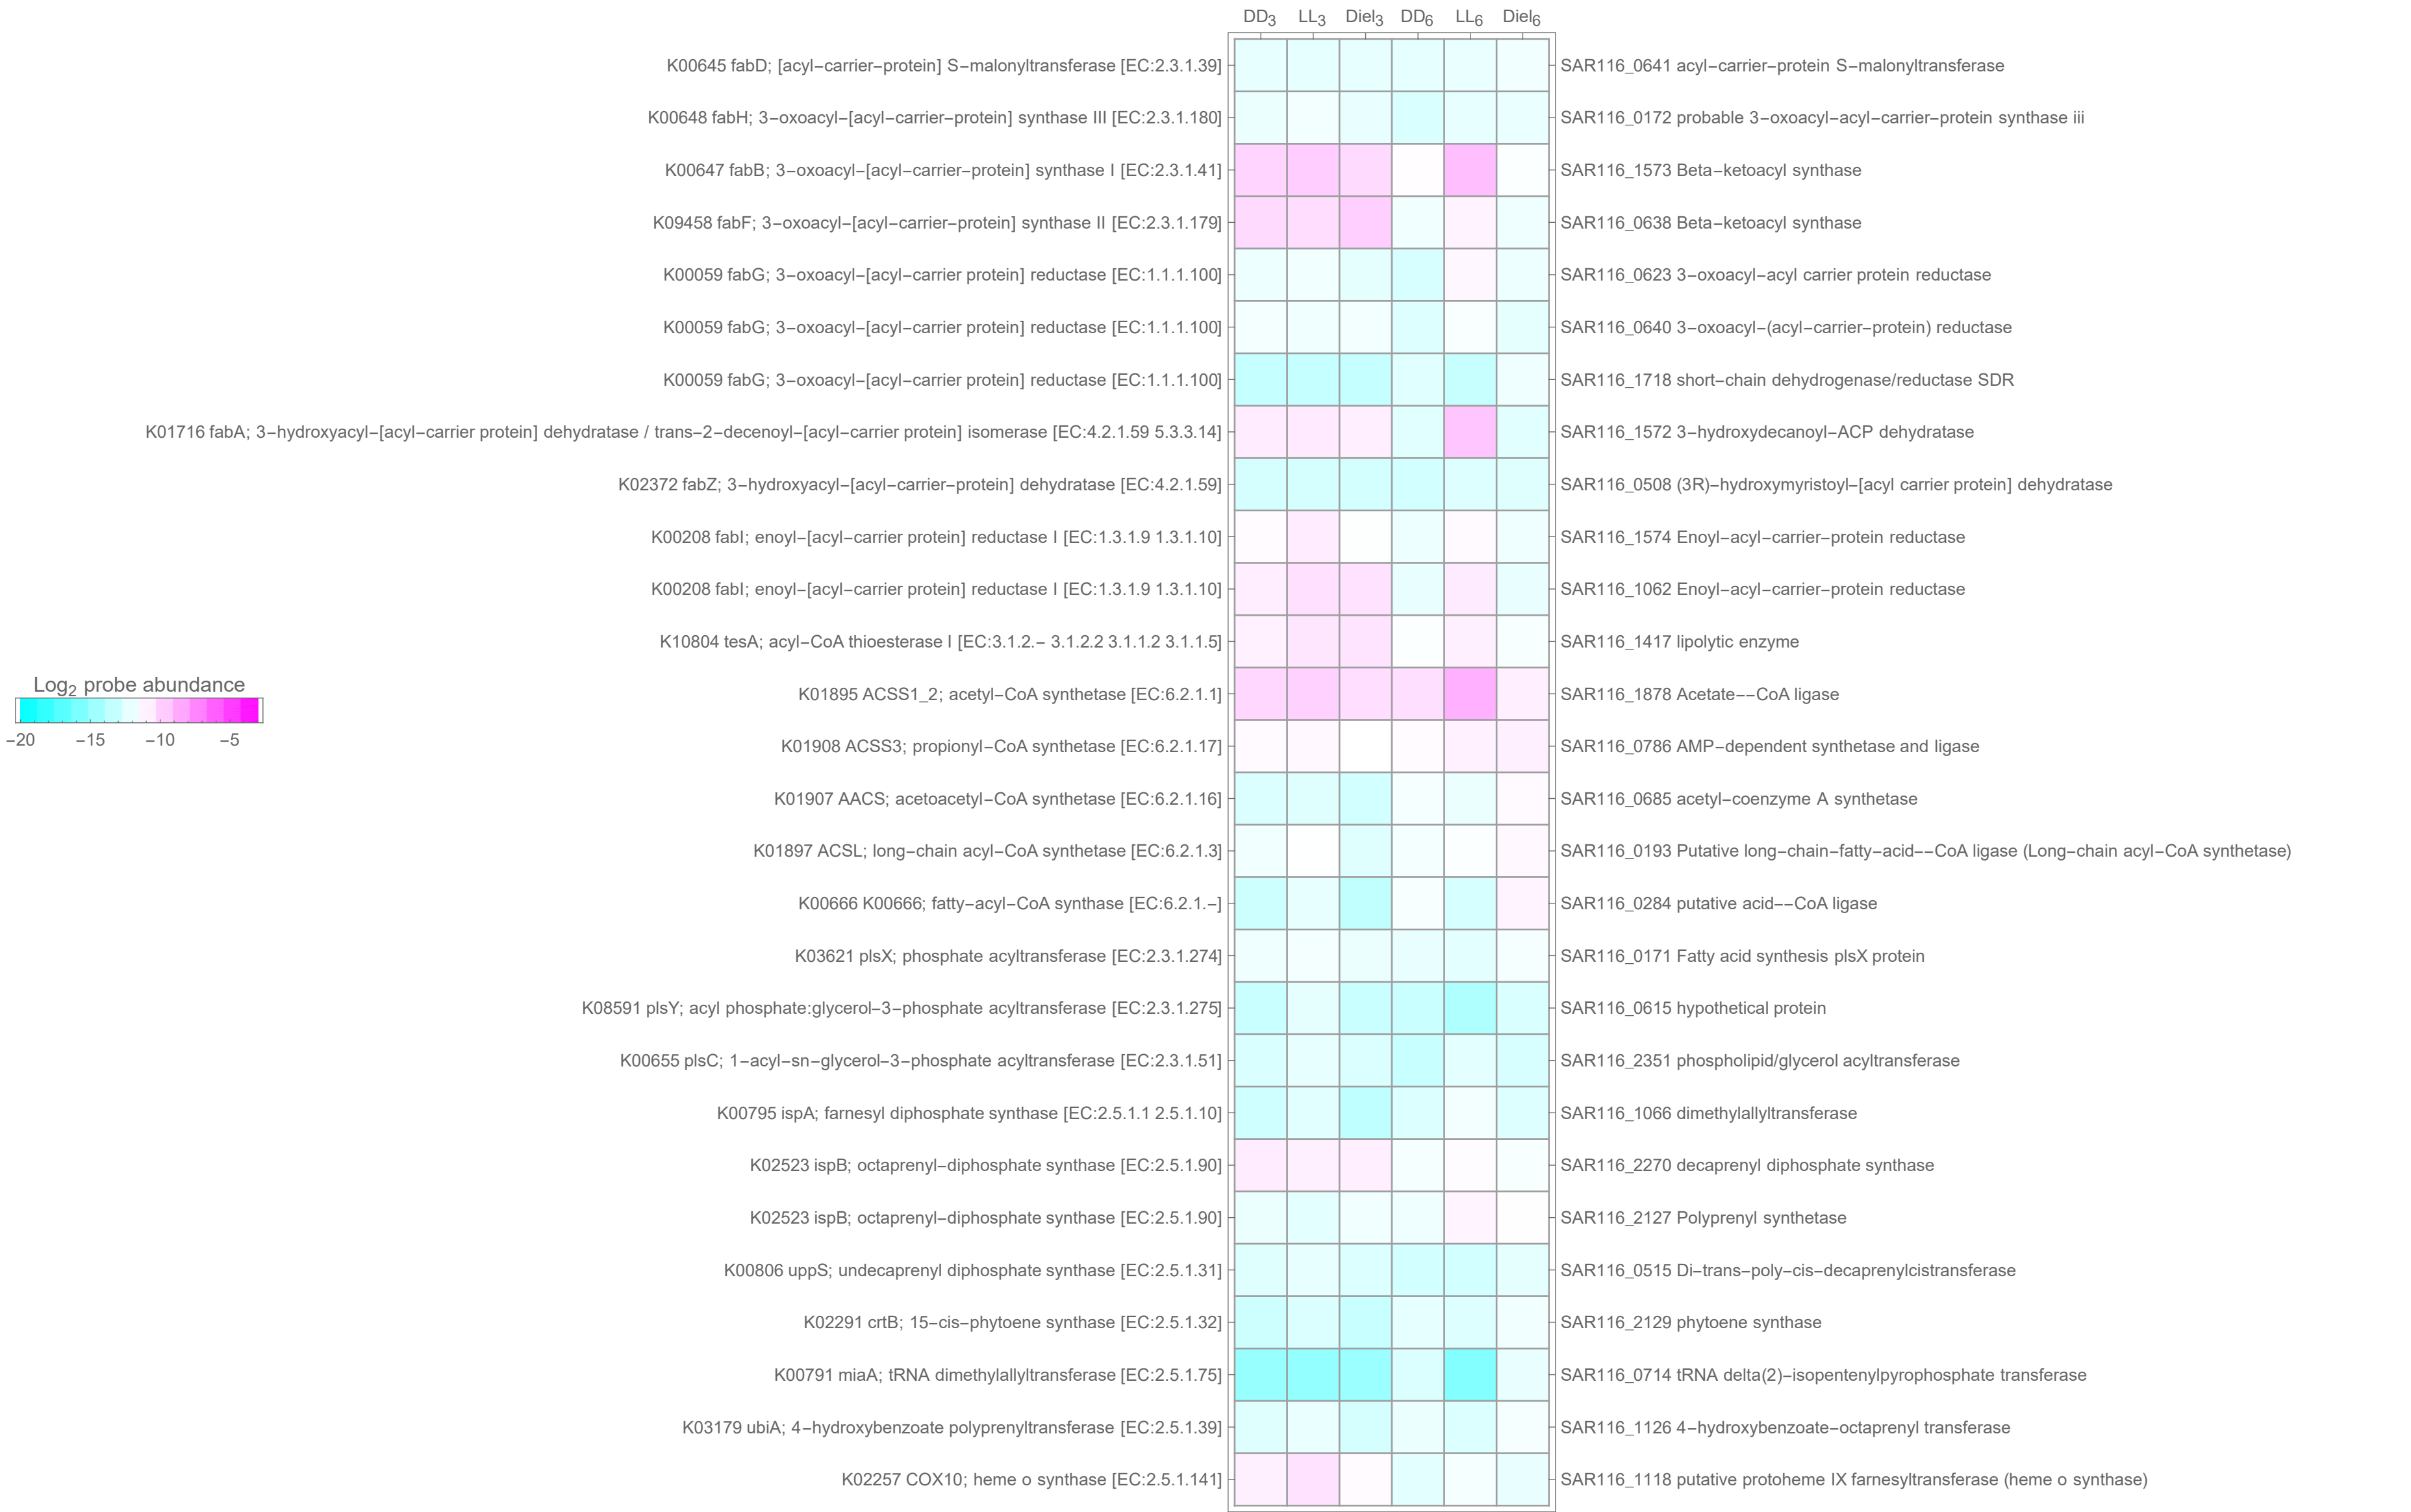 DD3 LL3 Diel3 DD6 LL6 Diel6
K00645 fabD; [acyl−carrier−protein] S−malonyltransferase [EC:2.3.1.39] SAR116_0641 acyl−carrier−protein S−malonyltransferase
K00648 fabH; 3−oxoacyl−[acyl−carrier−protein] synthase III [EC:2.3.1.180] SAR116_0172 probable 3−oxoacyl−acyl−carrier−protein synthase iii
K00647 fabB; 3−oxoacyl−[acyl−carrier−protein] synthase I [EC:2.3.1.41] SAR116_1573 Beta−ketoacyl synthase
K09458 fabF; 3−oxoacyl−[acyl−carrier−protein] synthase II [EC:2.3.1.179] SAR116_0638 Beta−ketoacyl synthase
K00059 fabG; 3−oxoacyl−[acyl−carrier protein] reductase [EC:1.1.1.100] SAR116_0623 3−oxoacyl−acyl carrier protein reductase
K00059 fabG; 3−oxoacyl−[acyl−carrier protein] reductase [EC:1.1.1.100] SAR116_0640 3−oxoacyl−(acyl−carrier−protein) reductase
K00059 fabG; 3−oxoacyl−[acyl−carrier protein] reductase [EC:1.1.1.100] SAR116_1718 short−chain dehydrogenase/reductase SDR
K01716 fabA; 3−hydroxyacyl−[acyl−carrier protein] dehydratase / trans−2−decenoyl−[acyl−carrier protein] isomerase [EC:4.2.1.59 5.3.3.14] SAR116_1572 3−hydroxydecanoyl−ACP dehydratase
K02372 fabZ; 3−hydroxyacyl−[acyl−carrier−protein] dehydratase [EC:4.2.1.59] SAR116_0508 (3R)−hydroxymyristoyl−[acyl carrier protein] dehydratase
K00208 fabI; enoyl−[acyl−carrier protein] reductase I [EC:1.3.1.9 1.3.1.10] SAR116_1574 Enoyl−acyl−carrier−protein reductase
K00208 fabI; enoyl−[acyl−carrier protein] reductase I [EC:1.3.1.9 1.3.1.10] SAR116_1062 Enoyl−acyl−carrier−protein reductase
K10804 tesA; acyl−CoA thioesterase I [EC:3.1.2.− 3.1.2.2 3.1.1.2 3.1.1.5] SAR116_1417 lipolytic enzyme
Log2 probe abundance
−20 −15 −10 −5
K01895 ACSS1_2; acetyl−CoA synthetase [EC:6.2.1.1] SAR116_1878 Acetate−−CoA ligase
K01908 ACSS3; propionyl−CoA synthetase [EC:6.2.1.17] SAR116_0786 AMP−dependent synthetase and ligase
K01907 AACS; acetoacetyl−CoA synthetase [EC:6.2.1.16] SAR116_0685 acetyl−coenzyme A synthetase
K01897 ACSL; long−chain acyl−CoA synthetase [EC:6.2.1.3] SAR116_0193 Putative long−chain−fatty−acid−−CoA ligase (Long−chain acyl−CoA synthetase)
K00666 K00666; fatty−acyl−CoA synthase [EC:6.2.1.−] SAR116_0284 putative acid−−CoA ligase
K03621 plsX; phosphate acyltransferase [EC:2.3.1.274] SAR116_0171 Fatty acid synthesis plsX protein
K08591 plsY; acyl phosphate:glycerol−3−phosphate acyltransferase [EC:2.3.1.275] SAR116_0615 hypothetical protein
K00655 plsC; 1−acyl−sn−glycerol−3−phosphate acyltransferase [EC:2.3.1.51] SAR116_2351 phospholipid/glycerol acyltransferase
K00795 ispA; farnesyl diphosphate synthase [EC:2.5.1.1 2.5.1.10] SAR116_1066 dimethylallyltransferase
K02523 ispB; octaprenyl−diphosphate synthase [EC:2.5.1.90] SAR116_2270 decaprenyl diphosphate synthase
K02523 ispB; octaprenyl−diphosphate synthase [EC:2.5.1.90] SAR116_2127 Polyprenyl synthetase
K00806 uppS; undecaprenyl diphosphate synthase [EC:2.5.1.31] SAR116_0515 Di−trans−poly−cis−decaprenylcistransferase
K02291 crtB; 15−cis−phytoene synthase [EC:2.5.1.32] SAR116_2129 phytoene synthase
K00791 miaA; tRNA dimethylallyltransferase [EC:2.5.1.75] SAR116_0714 tRNA delta(2)−isopentenylpyrophosphate transferase
K03179 ubiA; 4−hydroxybenzoate polyprenyltransferase [EC:2.5.1.39] SAR116_1126 4−hydroxybenzoate−octaprenyl transferase
K02257 COX10; heme o synthase [EC:2.5.1.141] SAR116_1118 putative protoheme IX farnesyltransferase (heme o synthase)